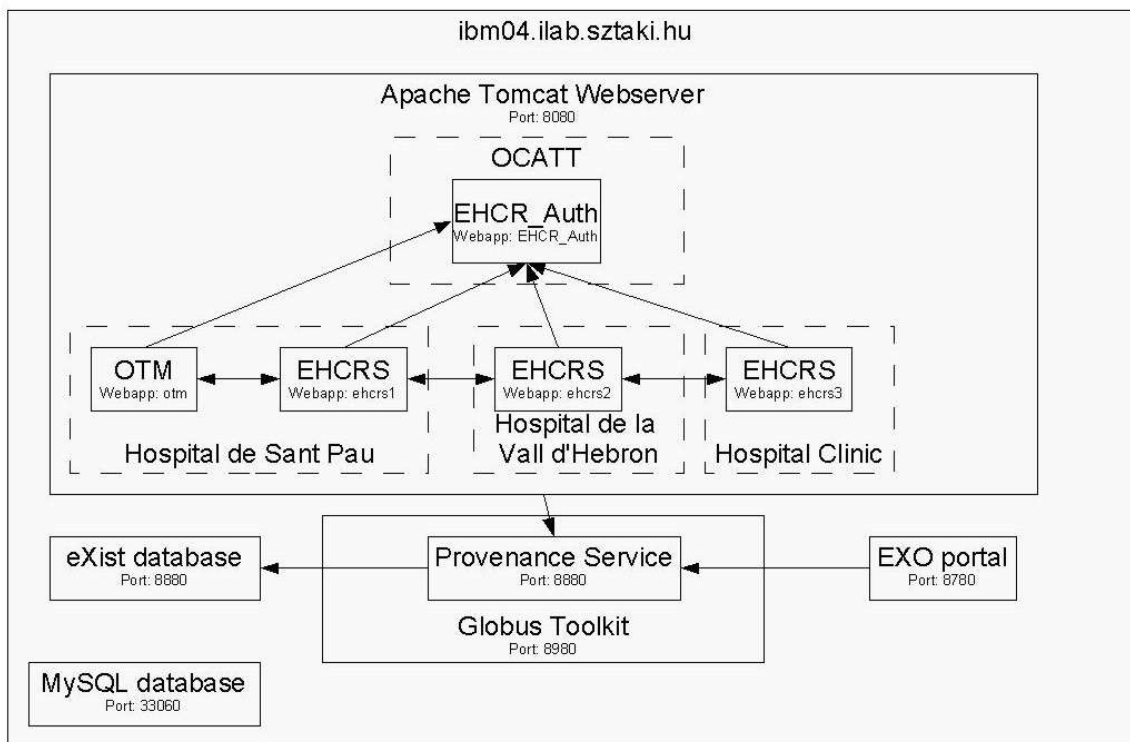 ibm04.ilab.sztaki.hu
Apache Tomcat Webserver
Port: 8080
OCATT
EHCR_Auth
Webapp: EHCR_Auth
OTM
Webapp: otm
EHCRS
Webapp: ehcrs1
EHCRS
Webapp: ehcrs2
EHCRS
Webapp: ehcrs3
Hospital de Sant Pau
Hospital de la
Vall d'Hebron
Hospital Clinic
eXist database
Port: 8880
Provenance Service
Port: 8880
EXO portal
Port: 8780
Globus Toolkit
Port: 8980
MySQL database
Port: 33060